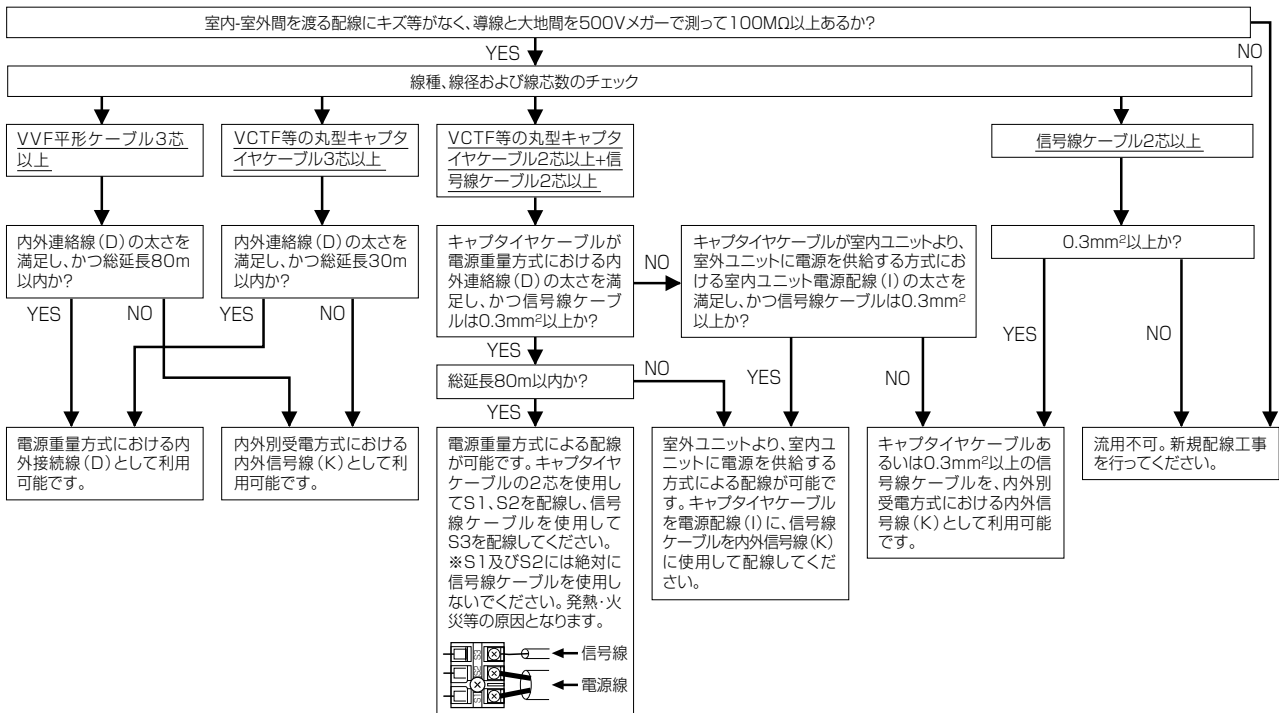 室内-室外間を渡る配線にキズ等がなく、導線と大地間を500Vメガーで測って100MΩ以上あるか?
YES
NO
線種、線径および線芯数のチェック
VVF平形ケーブル3芯
以上
VCTF等の丸型キャプタ
イヤケーブル3芯以上
VCTF等の丸型キャプタ
イヤケーブル2芯以上+信
号線ケーブル2芯以上
信号線ケーブル2芯以上
内外連絡線(D)の太さを
満足し、かつ総延長80m
以内か?
内外連絡線(D)の太さを
満足し、かつ総延長30m
以内か?
キャプタイヤケーブルが
電源重量方式における内
外連絡線(D)の太さを満
足し、かつ信号線ケーブ
ルは0.3mm²以上か?
NO
キャプタイヤケーブルが室内ユニットより、
室外ユニットに電源を供給する方式にお
ける室内ユニット電源配線(I)の太さを
満足し、かつ信号線ケーブルは0.3mm²
以上か?
0.3mm²以上か?
YES
NO
YES
NO
YES
YES
NO
総延長80m以内か?
NO
YES
NO
YES
電源重量方式における内
外接続線(D)として利用
可能です。
内外別受電方式における
内外信号線(K)として利
用可能です。
電源重量方式による配線
が可能です。キャプタイヤ
ケーブルの2芯を使用し
てS1、S2を配線し、信号
線ケーブルを使用して
S3を配線してください。
※S1及びS2には絶対に
信号線ケーブルを使用し
ないでください。発熱・火
災等の原因となります。
S3
S2
S1
信号線
電源線
室外ユニットより、室内ユ
ニットに電源を供給する
方式による配線が可能で
す。キャプタイヤケーブル
を電源配線(I)に、信号線
ケーブルを内外信号線(K)
に使用して配線してくだ
さい。
キャプタイヤケーブルあ
るいは0.3mm²以上の信
号線ケーブルを、内外別
受電方式における内外信
号線(K)として利用可能
です。
流用不可。新規配線工事
を行ってください。